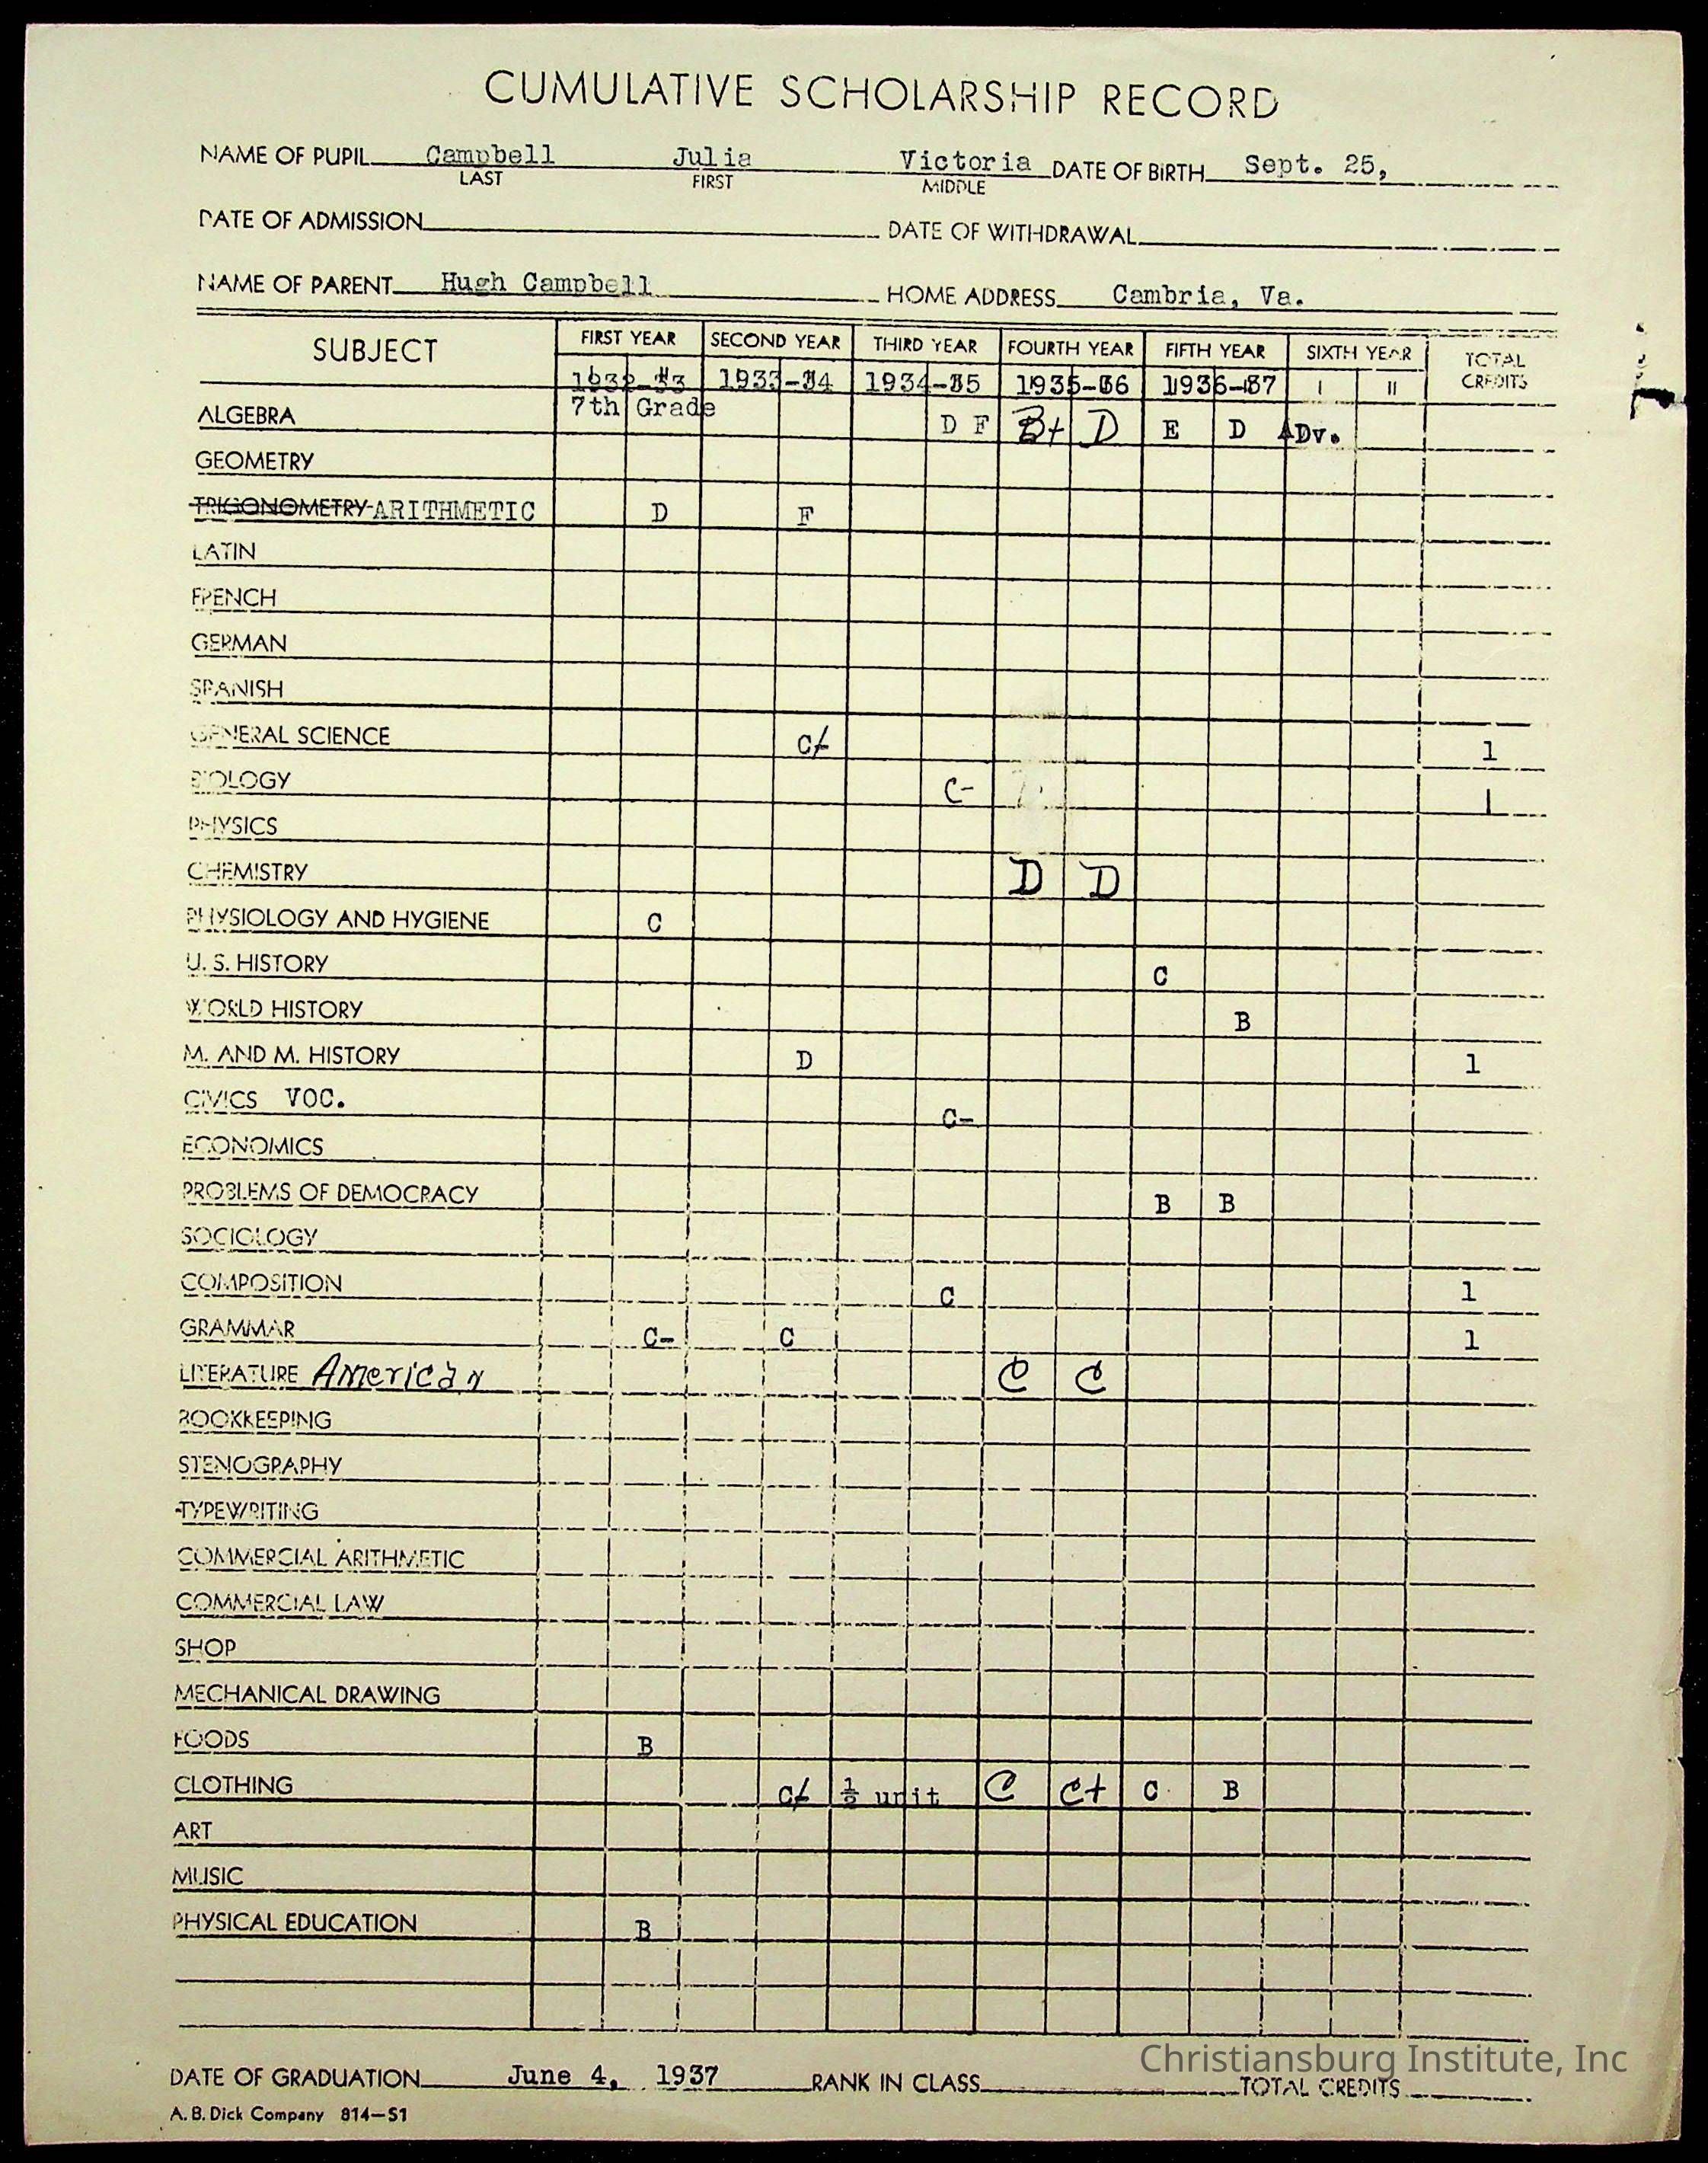 CUMULATIVE SCHOLARSHIP RECORD
NAME OF PUPIL Campbell Julia Victoria DATE OF BIRTH Sept. 25,
LAST FIRST MIDDLE
DATE OF ADMISSION DATE OF WITHDRAWAL
NAME OF PARENT Hugh Campbell HOME ADDRESS Cambria, Va.
SUBJECT FIRST YEAR SECOND YEAR THIRD YEAR FOURTH YEAR FIFTH YEAR SIXTH YEAR TOTAL CREDITS
1932-33 1933-34 1934-35 1935-36 1936-37 I II
7th Grade
ALGEBRA D F B+ D E D ADv.
GEOMETRY
TRIGONOMETRY ARITHMETIC D F
LATIN
FRENCH
GERMAN
SPANISH
GENERAL SCIENCE C/- 1
BIOLOGY C- 1
PHYSICS
CHEMISTRY D D
PHYSIOLOGY AND HYGIENE C
U. S. HISTORY C
WORLD HISTORY B
M. AND M. HISTORY D 1
CIVICS VOC. C-
ECONOMICS
PROBLEMS OF DEMOCRACY B B
SOCIOLOGY
COMPOSITION C 1
GRAMMAR C- C 1
LITERATURE American C C
BOOKKEEPING
STENOGRAPHY
TYPEWRITING
COMMERCIAL ARITHMETIC
COMMERCIAL LAW
SHOP
MECHANICAL DRAWING
FOODS B
CLOTHING C/- ½ unit C C+ C B
ART
MUSIC
PHYSICAL EDUCATION B
Christiansburg Institute, Inc
DATE OF GRADUATION June 4, 1937 RANK IN CLASS TOTAL CREDITS
A. B. Dick Company 814-S1